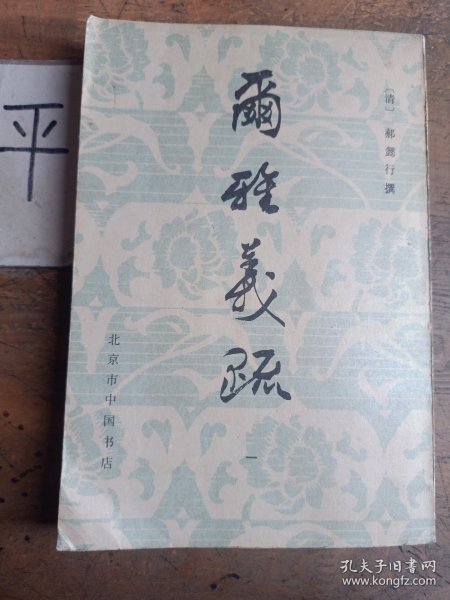 [清] 郝懿行撰
爾雅義疏
一
北京市中国书店
平
孔夫子旧书网
www.kongfz.com